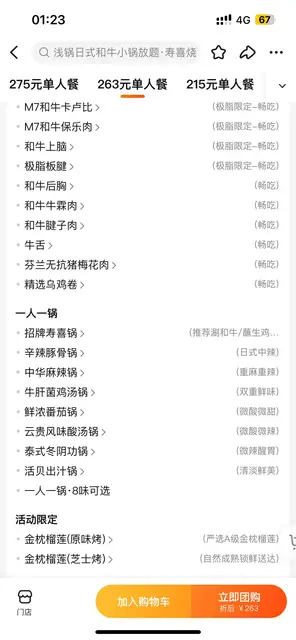 01:23
4G 67
浅锅日式和牛小锅放题·寿喜烧
275元单人餐 263元单人餐 215元单人餐
M7和牛卡卢比 > (极脂限定-畅吃)
M7和牛保乐肉 > (极脂限定-畅吃)
和牛上脑 > (极脂限定-畅吃)
极脂板腱 > (极脂限定-畅吃)
和牛后胸 > (畅吃)
和牛牛霖肉 > (畅吃)
和牛腱子肉 > (畅吃)
牛舌 > (畅吃)
芬兰无抗猪梅花肉 > (畅吃)
精选乌鸡卷 > (畅吃)
一人一锅
招牌寿喜锅 > (推荐涮和牛/蘸生鸡...
辛辣豚骨锅 > (日式中辣)
中华麻辣锅 > (重麻重辣)
牛肝菌鸡汤锅 > (双重鲜味)
鲜浓番茄锅 > (微酸微甜)
云贵风味酸汤锅 > (微酸微辣)
泰式冬阴功锅 > (微辣醒胃)
活贝出汁锅 > (清淡鲜美)
一人一锅·8味可选
活动限定
金枕榴莲(原味烤) > (严选A级金枕榴莲)
金枕榴莲(芝士烤) > (自然成熟锁鲜送达)
门店
加入购物车
立即团购
折后 ¥263